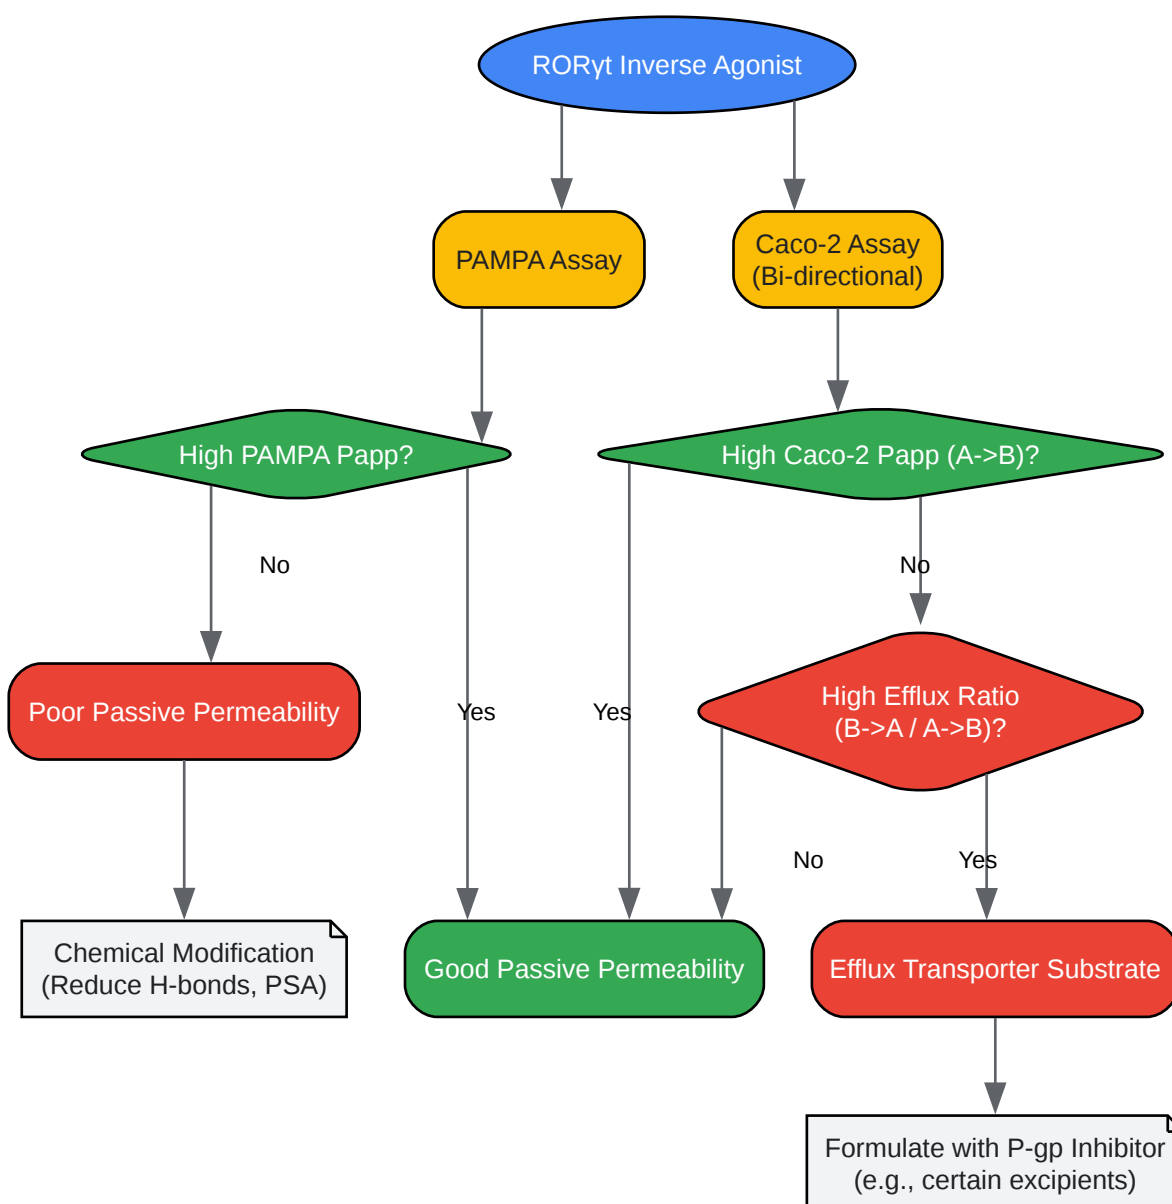 RORγt Inverse Agonist
PAMPA Assay
Caco-2 Assay
(Bi-directional)
High PAMPA Papp?
High Caco-2 Papp (A->B)?
No
No
Poor Passive Permeability
Yes
Yes
High Efflux Ratio
(B->A / A->B)?
No
Yes
Chemical Modification
(Reduce H-bonds, PSA)
Good Passive Permeability
Efflux Transporter Substrate
Formulate with P-gp Inhibitor
(e.g., certain excipients)